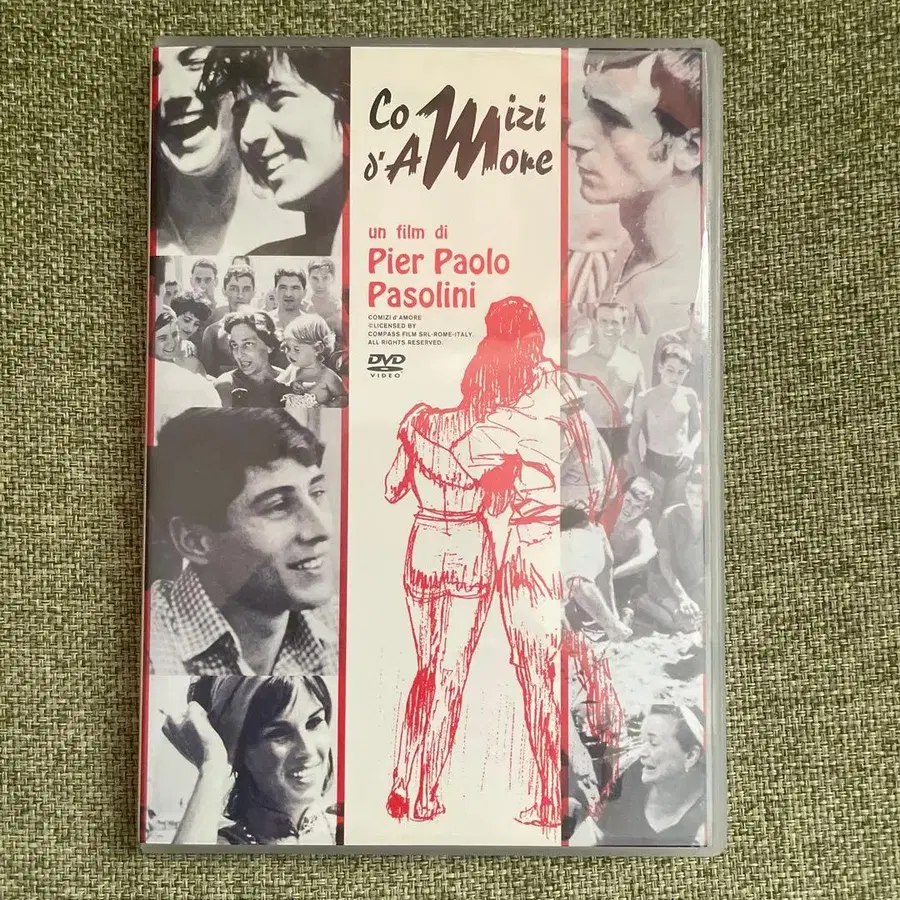 CoMizi
d'AMore
un film di
Pier Paolo
Pasolini
COMIZI d'AMORE
©LICENSED BY
COMPASS FILM SRL-ROME-ITALY.
ALL RIGHTS RESERVED.
DVD
VIDEO